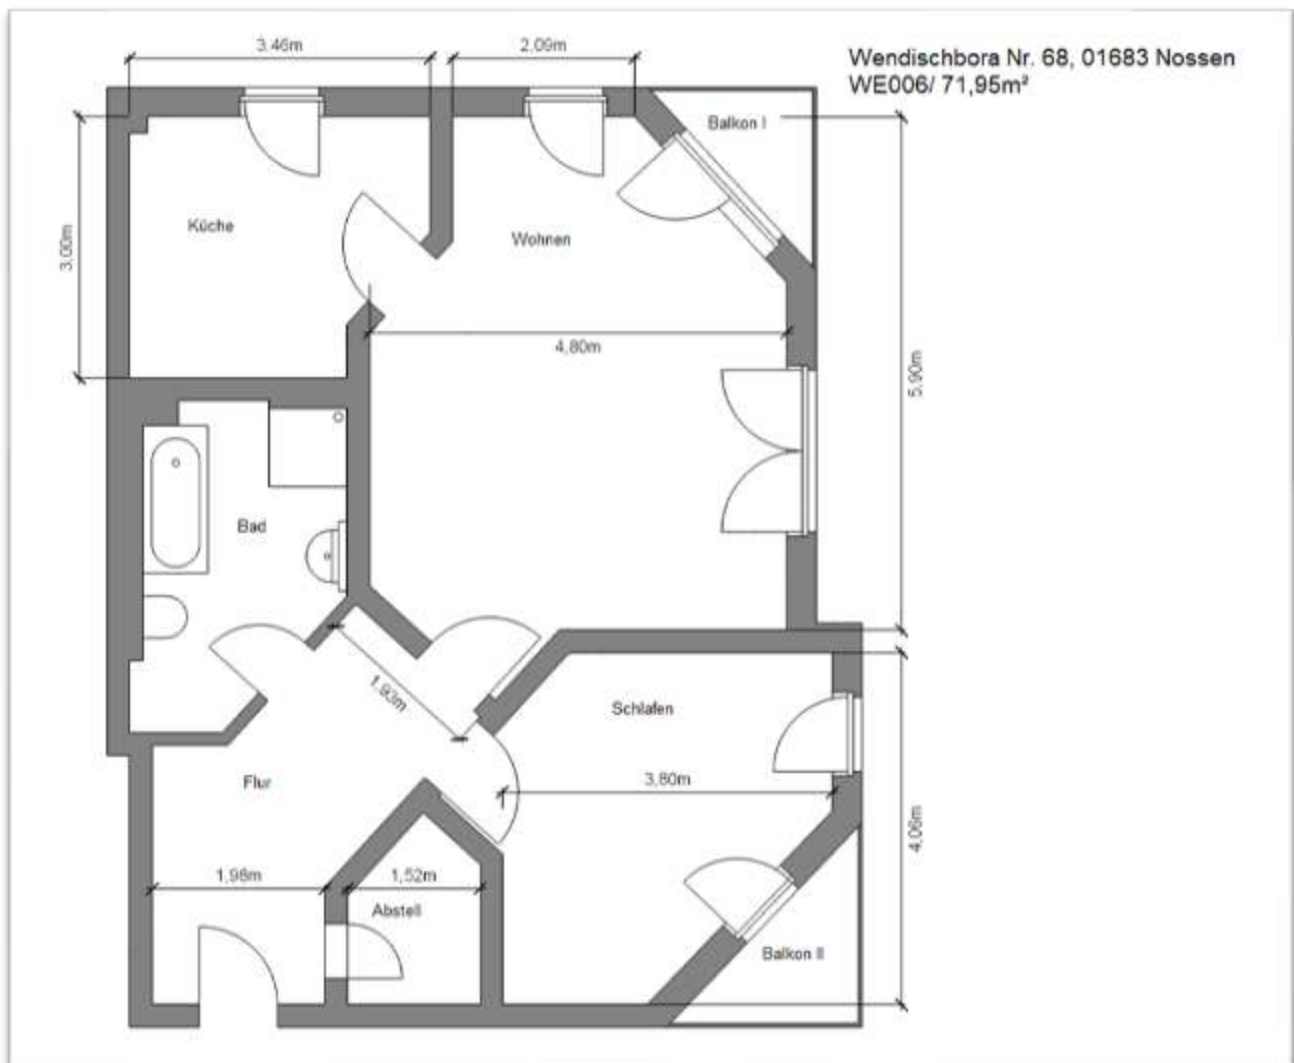 3.46m
2.09m
Wendischbora Nr. 68, 01683 Nossen
WE006/ 71,95m²
Balkon I
Küche
Wohnen
3,00m
4,80m
5.90m
Bad
1,93m
Schlafen
Flur
3,80m
4,06m
1,98m
1,52m
Abstell
Balkon II